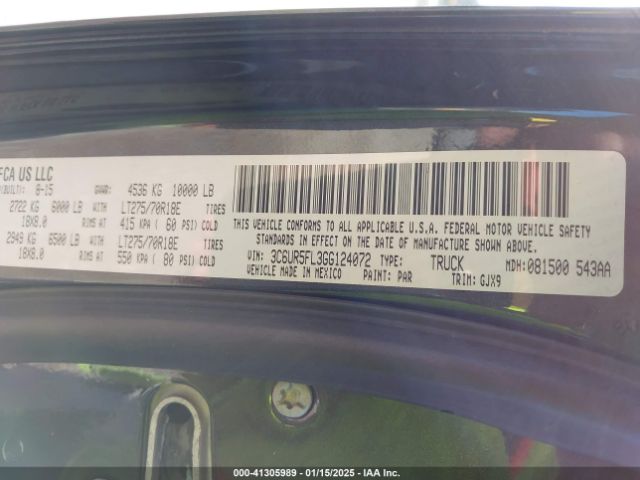 FCA US LLC
(BUILT): 8-15 GVWR: 4536 KG 10000 LB
2722 KG 6000 LB LT275/70R18E TIRES
18X8.0 RIMS AT 415 KPA ( 60 PSI) COLD
2949 KG 6500 LB LT275/70R18E TIRES
18X8.0 RIMS AT 550 KPA ( 80 PSI) COLD
THIS VEHICLE CONFORMS TO ALL APPLICABLE U.S.A. FEDERAL MOTOR VEHICLE SAFETY
STANDARDS IN EFFECT ON THE DATE OF MANUFACTURE SHOWN ABOVE.
VIN: 3C6UR5FL3GG124072 TYPE: TRUCK MDH: 081500 543AA
MADE IN MEXICO PAINT: PAR TRIM: GJX9
000-41305989 - 01/15/2025 - IAA Inc.